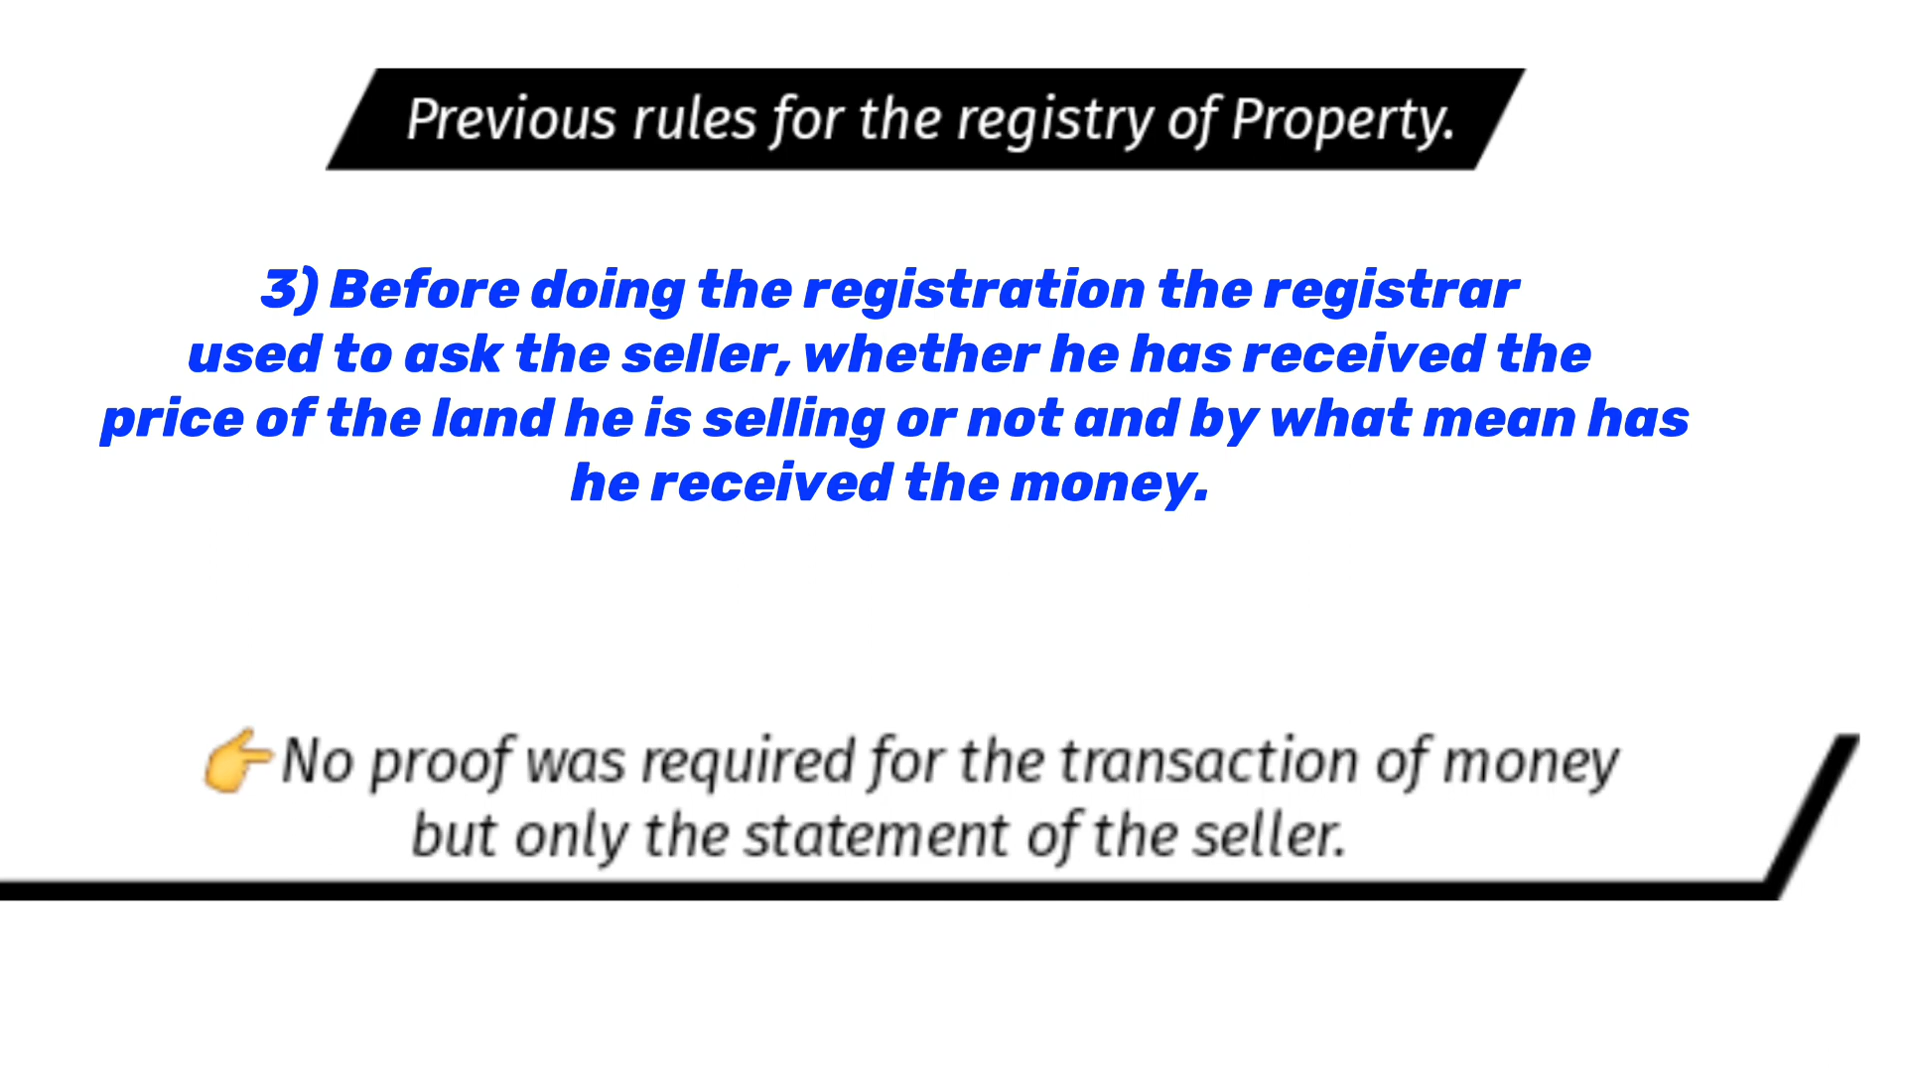 Previous rules for the registry of Property.
3) Before doing the registration the registrar
used to ask the seller, whether he has received the
price of the land he is selling or not and by what mean has
he received the money.
👉No proof was required for the transaction of money
but only the statement of the seller.